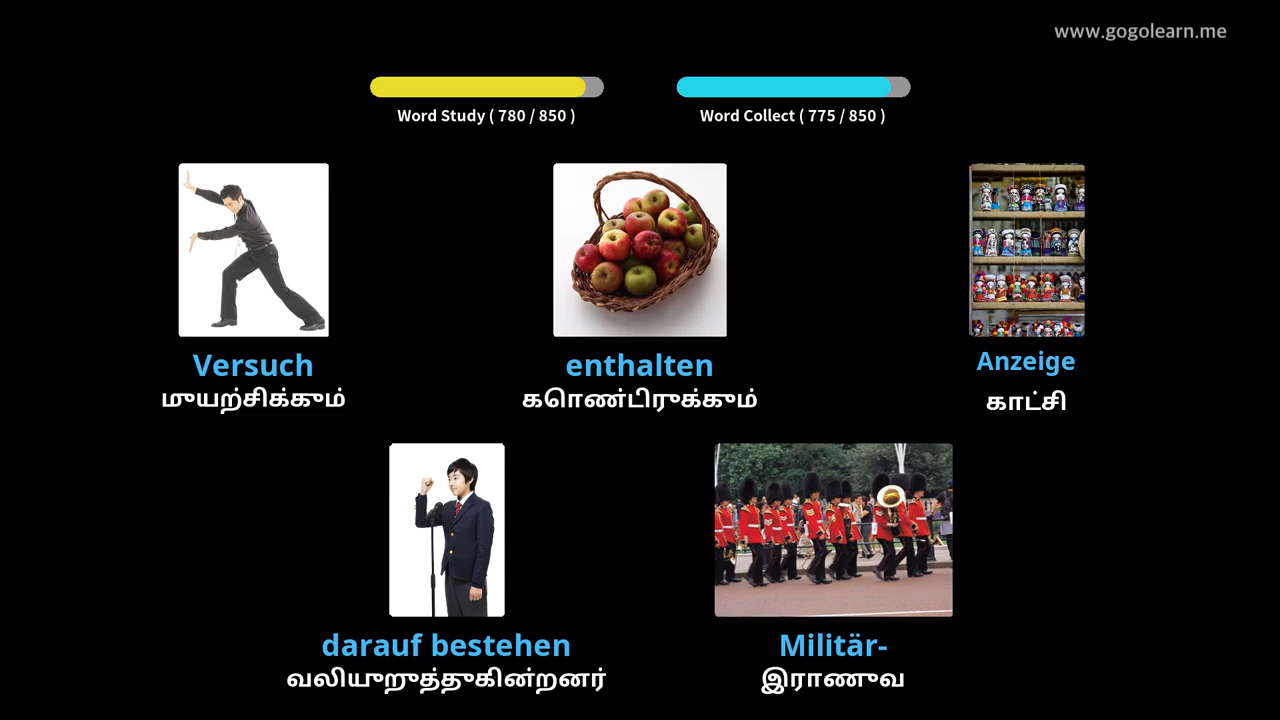 www.gogolearn.me
Word Study ( 780 / 850 )
Word Collect ( 775 / 850 )
Versuch
முயற்சிக்கும்
enthalten
கொண்டிருக்கும்
Anzeige
காட்சி
darauf bestehen
வலியுறுத்துகின்றனர்
Militär-
இராணுவ